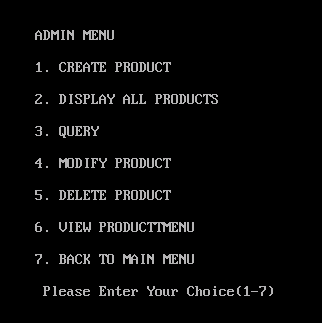 ADMIN MENU
1. CREATE PRODUCT
2. DISPLAY ALL PRODUCTS
3. QUERY
4. MODIFY PRODUCT
5. DELETE PRODUCT
6. VIEW PRODUCTTMENU
7. BACK TO MAIN MENU
Please Enter Your Choice(1-7)